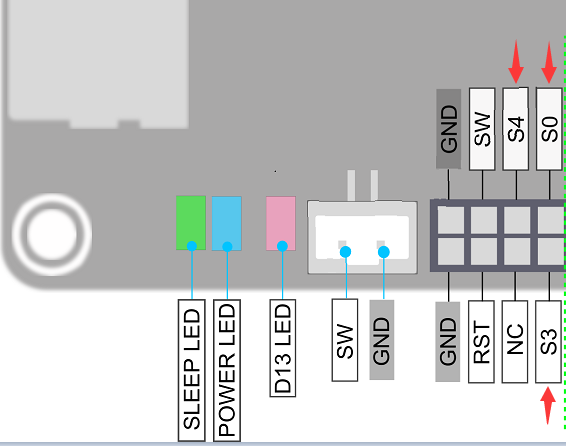 GND
SW
S4
S0
SLEEP LED
POWER LED
D13 LED
SW
GND
GND
RST
NC
S3